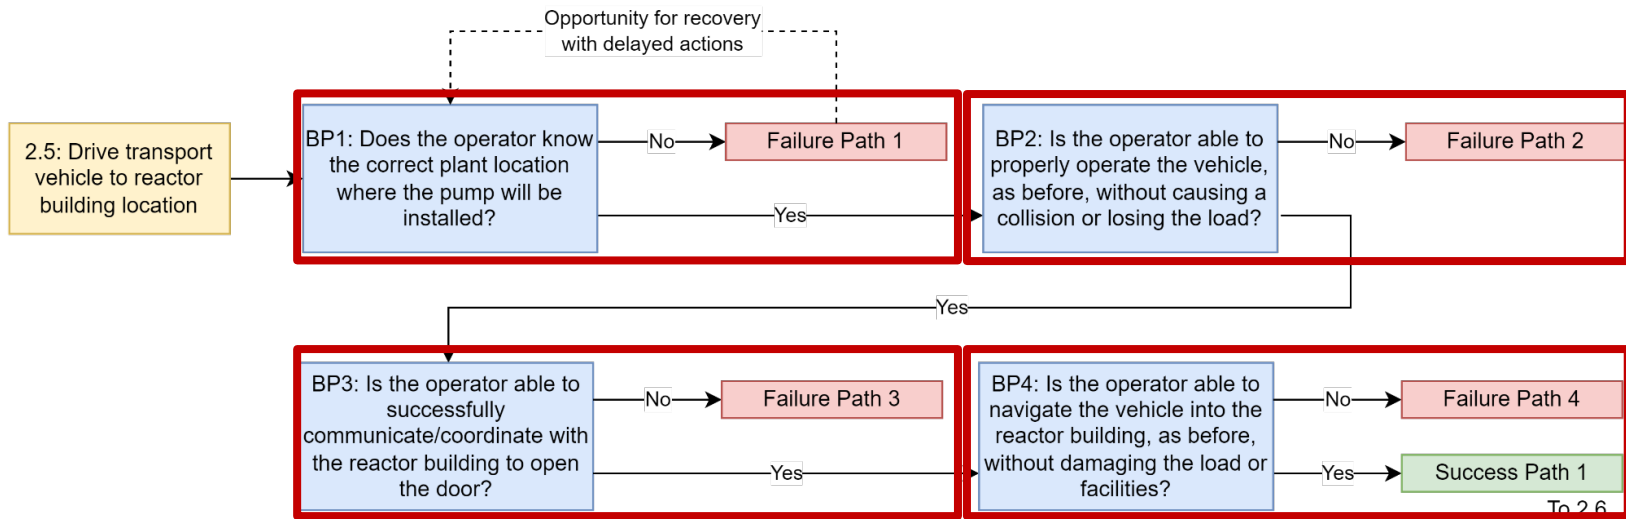 Opportunity for recovery
with delayed actions
2.5: Drive transport
vehicle to reactor
building location
BP1: Does the operator know
the correct plant location
where the pump will be
installed?
No
Failure Path 1
Yes
BP2: Is the operator able to
properly operate the vehicle,
as before, without causing a
collision or losing the load?
No
Failure Path 2
Yes
BP3: Is the operator able to
successfully
communicate/coordinate with
the reactor building to open
the door?
No
Failure Path 3
Yes
BP4: Is the operator able to
navigate the vehicle into the
reactor building, as before,
without damaging the load or
facilities?
No
Failure Path 4
Yes
Success Path 1
To 2.6